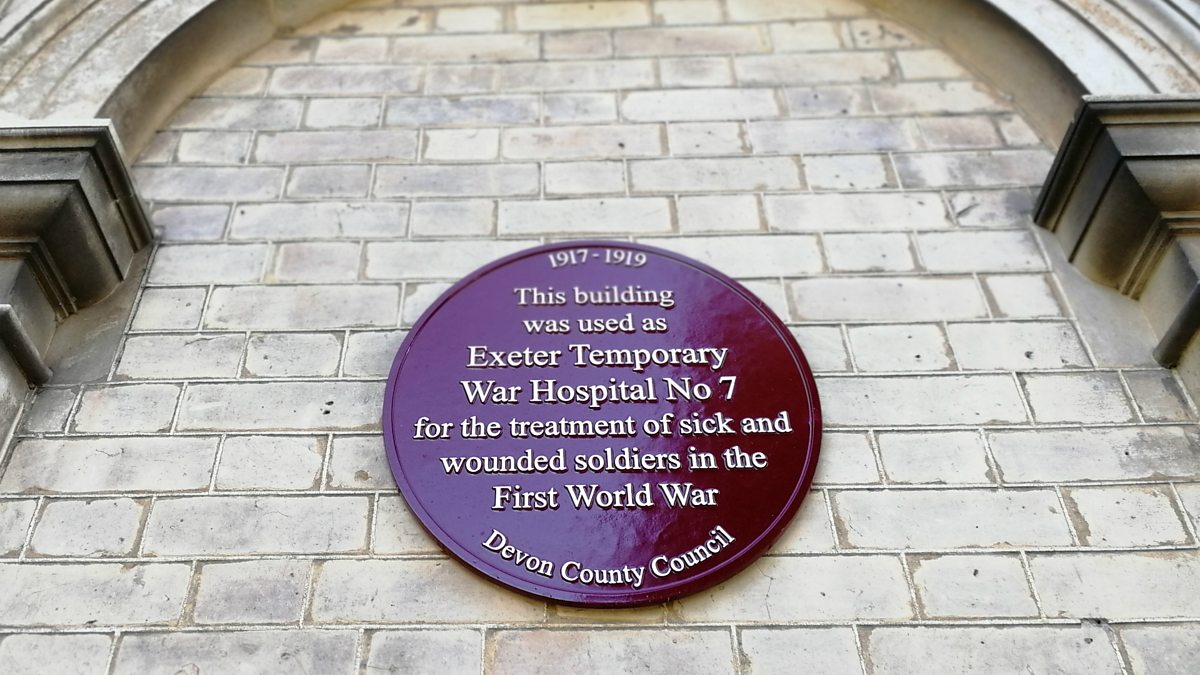 1917 - 1919
This building
was used as
Exeter Temporary
War Hospital No 7
for the treatment of sick and
wounded soldiers in the
First World War
Devon County Council